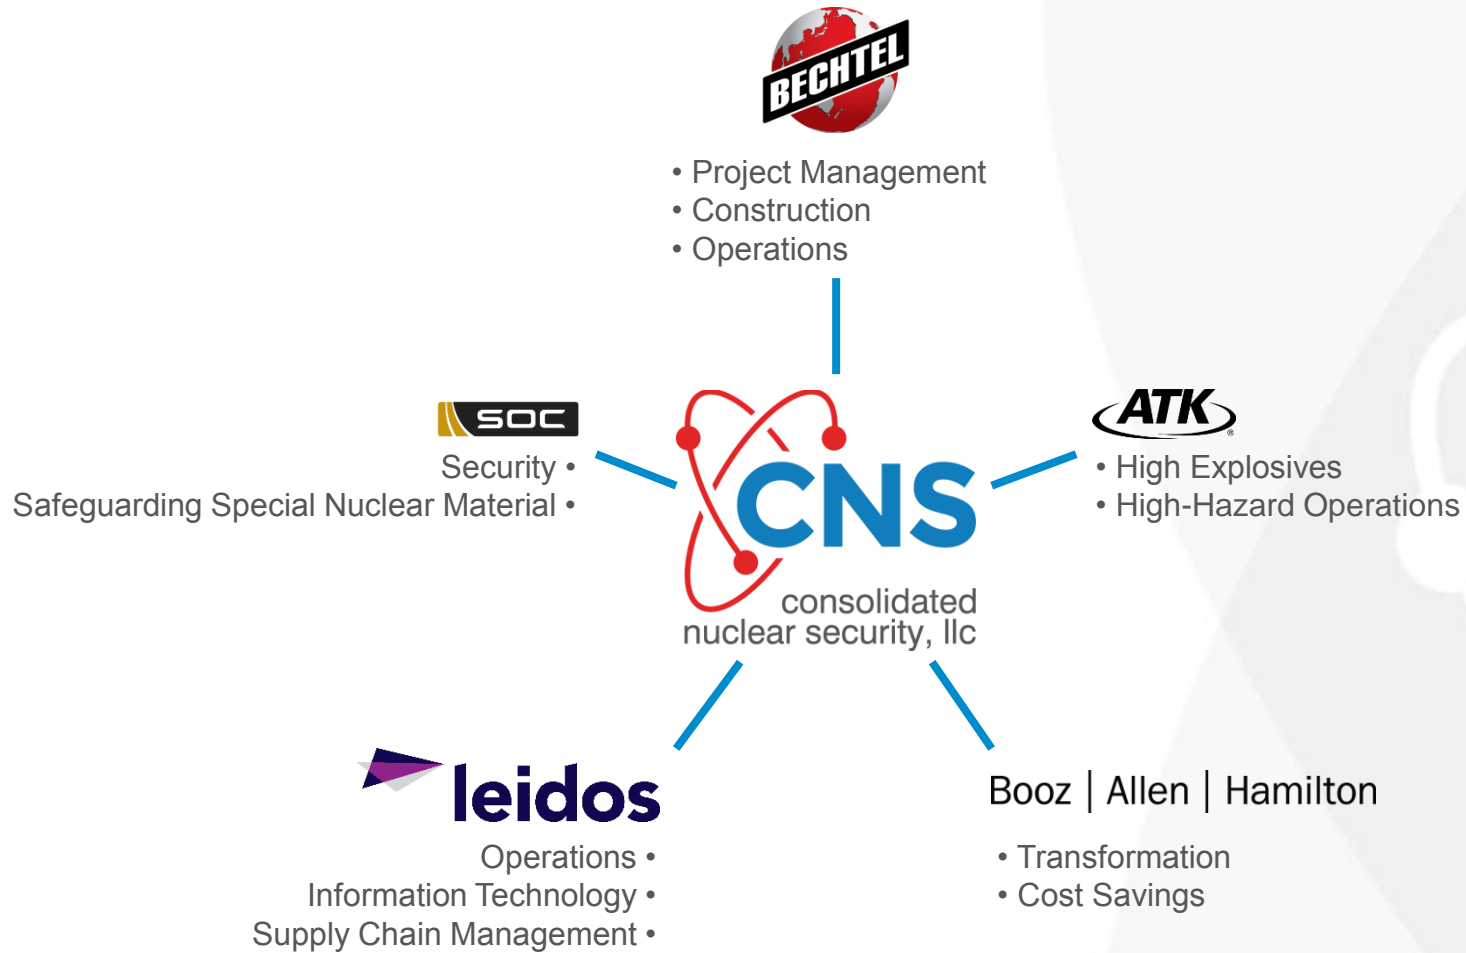 BECHTEL
• Project Management
• Construction
• Operations
SOC
Security •
Safeguarding Special Nuclear Material •
ATK
®
• High Explosives
• High-Hazard Operations
CNS
consolidated
nuclear security, llc
leidos
Operations •
Information Technology •
Supply Chain Management •
Booz | Allen | Hamilton
• Transformation
• Cost Savings